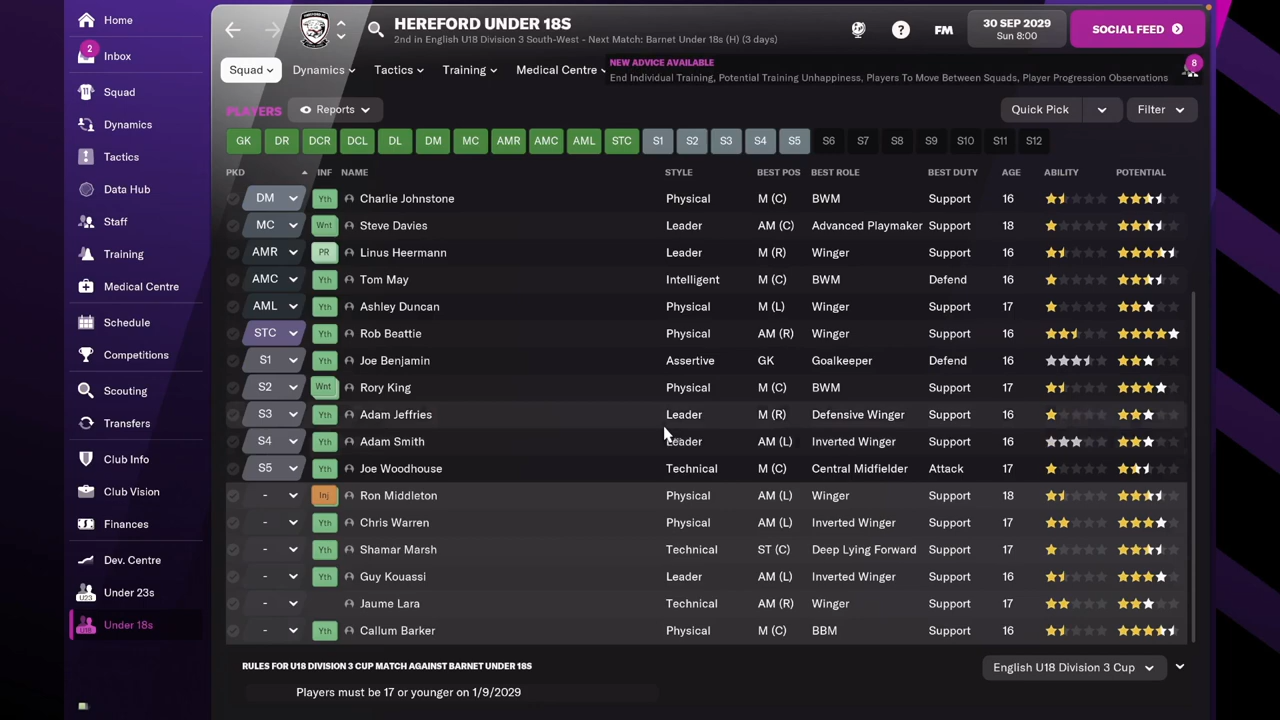 Home
2
Inbox
Squad
Dynamics
Tactics
Data Hub
Staff
Training
Medical Centre
Schedule
Competitions
Scouting
Transfers
Club Info
Club Vision
Finances
Dev. Centre
U23
Under 23s
U18
Under 18s
HEREFORD UNDER 18S
2nd in English U18 Division 3 South-West - Next Match: Barnet Under 18s (H) (3 days)
?
FM
30 SEP 2029
Sun 8:00
SOCIAL FEED
Squad Dynamics Tactics Training Medical Centre
NEW ADVICE AVAILABLE
End Individual Training, Potential Training Unhappiness, Players To Move Between Squads, Player Progression Observations
8
PLAYERS Reports Quick Pick Filter
GK DR DCR DCL DL DM MC AMR AMC AML STC S1 S2 S3 S4 S5 S6 S7 S8 S9 S10 S11 S12
PKD INF NAME STYLE BEST POS BEST ROLE BEST DUTY AGE ABILITY POTENTIAL
DM Yth Charlie Johnstone Physical M (C) BWM Support 16
MC Wnt Steve Davies Leader AM (C) Advanced Playmaker Support 18
AMR PR Linus Heermann Leader M (R) Winger Support 16
AMC Yth Tom May Intelligent M (C) BWM Defend 16
AML Yth Ashley Duncan Physical M (L) Winger Support 17
STC Yth Rob Beattie Physical AM (R) Winger Support 16
S1 Yth Joe Benjamin Assertive GK Goalkeeper Defend 16
S2 Wnt Rory King Physical M (C) BWM Support 17
S3 Yth Adam Jeffries Leader M (R) Defensive Winger Support 16
S4 Yth Adam Smith Leader AM (L) Inverted Winger Support 16
S5 Yth Joe Woodhouse Technical M (C) Central Midfielder Attack 17
- Inj Ron Middleton Physical AM (L) Winger Support 18
- Yth Chris Warren Physical AM (L) Inverted Winger Support 17
- Yth Shamar Marsh Technical ST (C) Deep Lying Forward Support 17
- Yth Guy Kouassi Leader AM (L) Inverted Winger Support 16
- Jaume Lara Technical AM (R) Winger Support 17
- Yth Callum Barker Physical M (C) BBM Support 16
RULES FOR U18 DIVISION 3 CUP MATCH AGAINST BARNET UNDER 18S
English U18 Division 3 Cup
Players must be 17 or younger on 1/9/2029